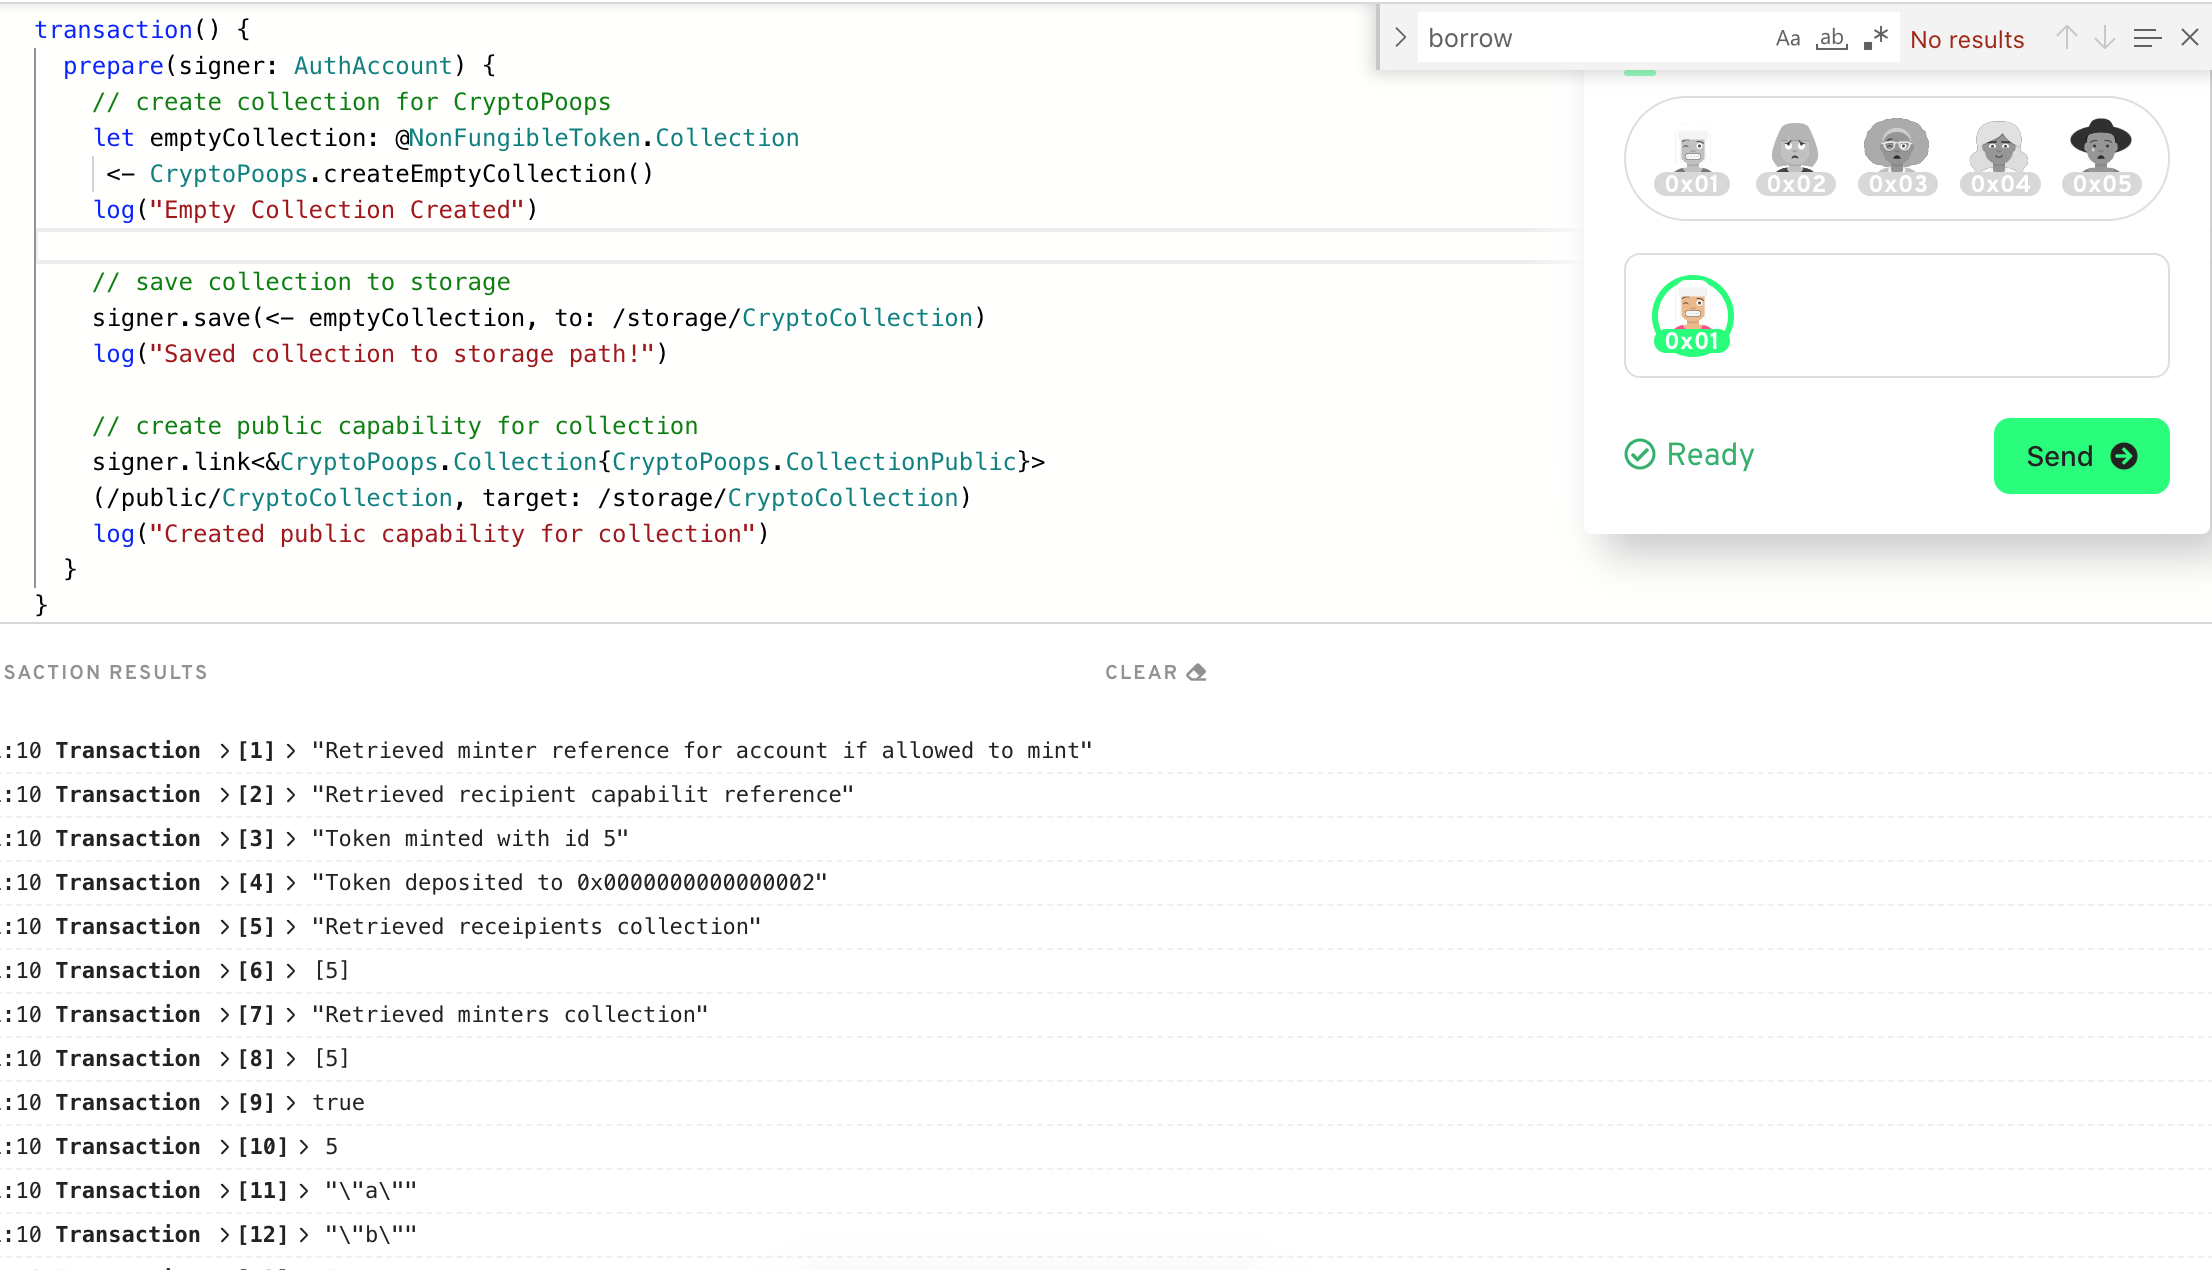 transaction() {
prepare(signer: AuthAccount) {
// create collection for CryptoPoops
let emptyCollection: @NonFungibleToken.Collection
<- CryptoPoops.createEmptyCollection()
log("Empty Collection Created")
// save collection to storage
signer.save(<- emptyCollection, to: /storage/CryptoCollection)
log("Saved collection to storage path!")
// create public capability for collection
signer.link<&CryptoPoops.Collection{CryptoPoops.CollectionPublic}>
(/public/CryptoCollection, target: /storage/CryptoCollection)
log("Created public capability for collection")
}
}
borrow Aa ab .* No results
0x01 0x02 0x03 0x04 0x05
0x01
Ready Send
SACTION RESULTS CLEAR
:10 Transaction >[1]> "Retrieved minter reference for account if allowed to mint"
:10 Transaction >[2]> "Retrieved recipient capabilit reference"
:10 Transaction >[3]> "Token minted with id 5"
:10 Transaction >[4]> "Token deposited to 0x0000000000000002"
:10 Transaction >[5]> "Retrieved receipients collection"
:10 Transaction >[6]> [5]
:10 Transaction >[7]> "Retrieved minters collection"
:10 Transaction >[8]> [5]
:10 Transaction >[9]> true
:10 Transaction >[10]> 5
:10 Transaction >[11]> "\"a\""
:10 Transaction >[12]> "\"b\""